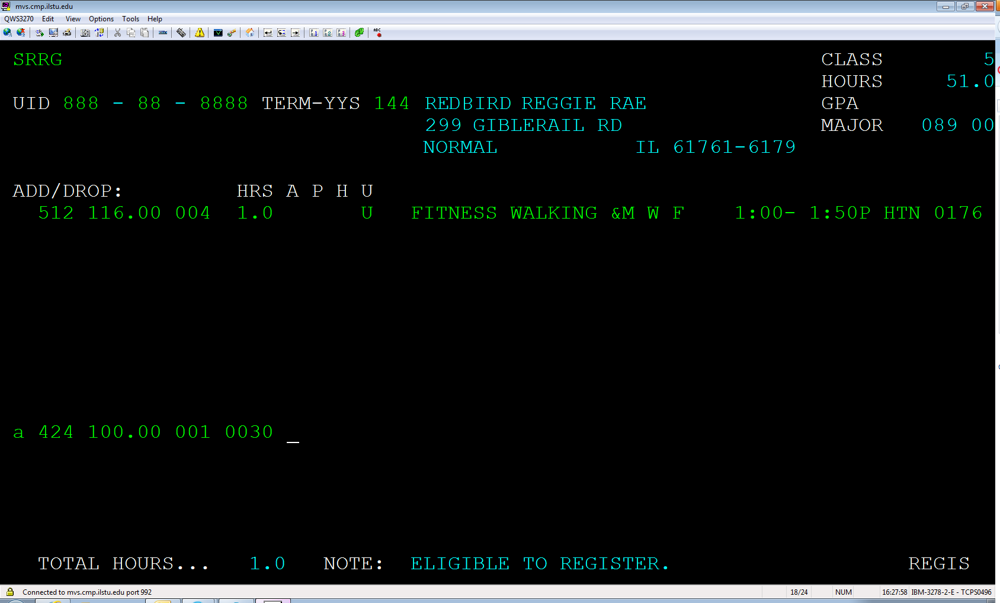 mvs.cmp.ilstu.edu
QWS3270 Edit View Options Tools Help
SRRG CLASS 5
HOURS 51.0
UID 888 - 88 - 8888 TERM-YYS 144 REDBIRD REGGIE RAE GPA
299 GIBLERAIL RD MAJOR 089 00
NORMAL IL 61761-6179
ADD/DROP: HRS A P H U
512 116.00 004 1.0 U FITNESS WALKING &M W F 1:00- 1:50P HTN 0176
a 424 100.00 001 0030 _
TOTAL HOURS... 1.0 NOTE: ELIGIBLE TO REGISTER. REGIS
Connected to mvs.cmp.ilstu.edu port 992 18/24 NUM 16:27:58 IBM-3278-2-E - TCPS0496